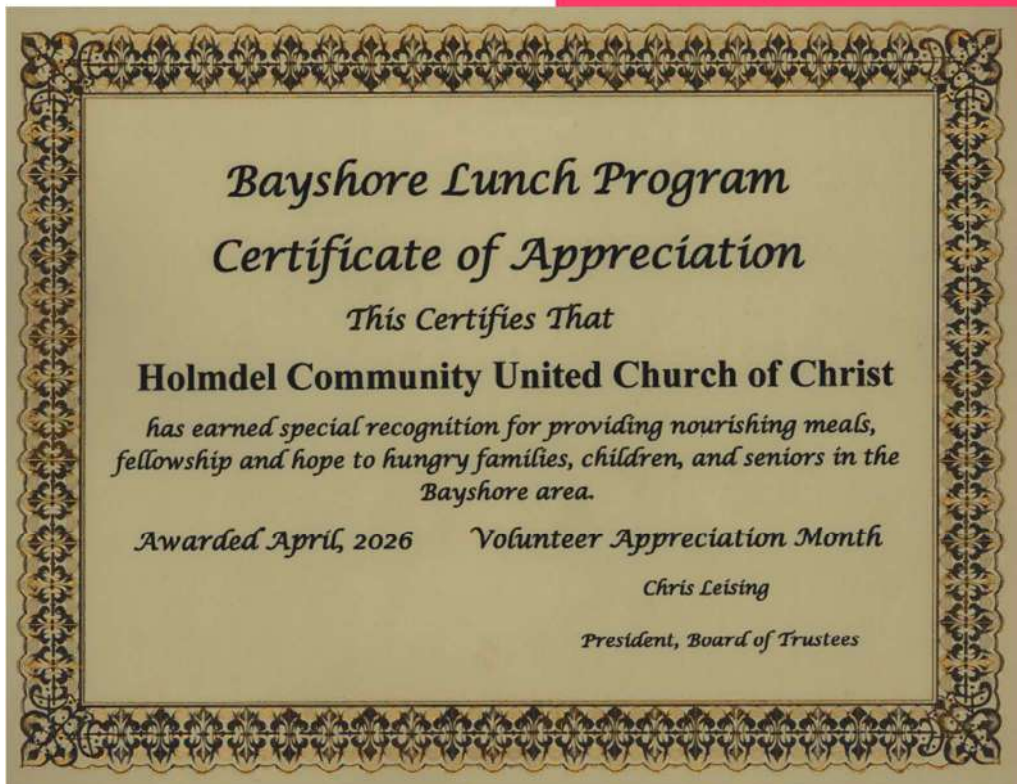 Bayshore Lunch Program
Certificate of Appreciation
This Certifies That
Holmdel Community United Church of Christ
has earned special recognition for providing nourishing meals,
fellowship and hope to hungry families, children, and seniors in the
Bayshore area.
Awarded April, 2026 Volunteer Appreciation Month
Chris Leising
President, Board of Trustees